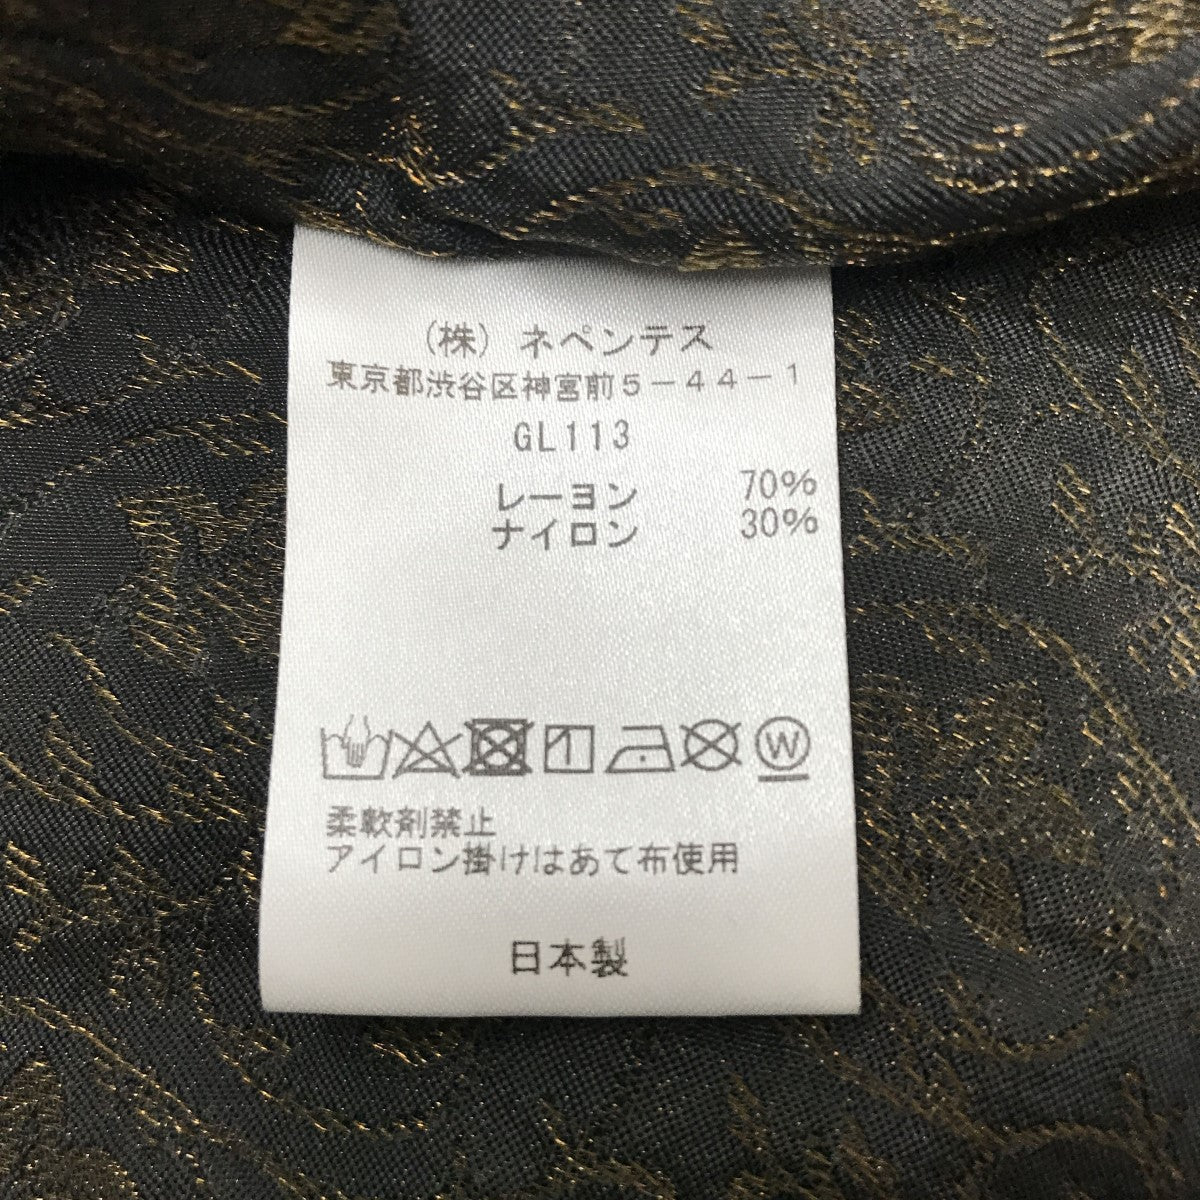 (株) ネペンテス
東京都渋谷区神宮前5-44-1
GL113
レーヨン 70%
ナイロン 30%
W
柔軟剤禁止
アイロン掛けはあて布使用
日本製